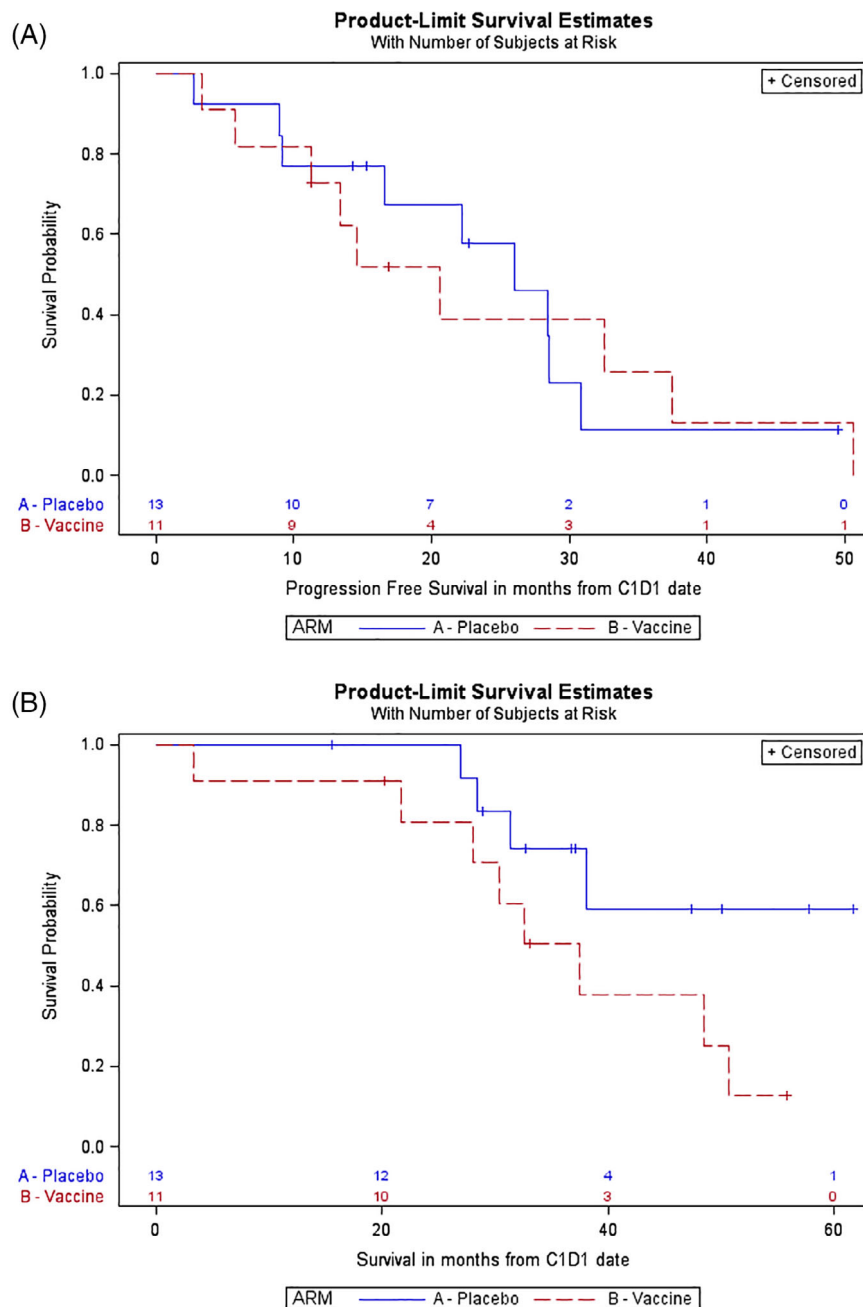 (A)
Product-Limit Survival Estimates
With Number of Subjects at Risk
+ Censored
Survival Probability
1.0
0.8
0.6
0.4
0.2
0.0
A - Placebo 13 10 7 2 1 0
B - Vaccine 11 9 4 3 1 1
0 10 20 30 40 50
Progression Free Survival in months from C1D1 date
ARM A - Placebo B - Vaccine
(B)
Product-Limit Survival Estimates
With Number of Subjects at Risk
+ Censored
Survival Probability
1.0
0.8
0.6
0.4
0.2
0.0
A - Placebo 13 12 4 1
B - Vaccine 11 10 3 0
0 20 40 60
Survival in months from C1D1 date
ARM A - Placebo B - Vaccine